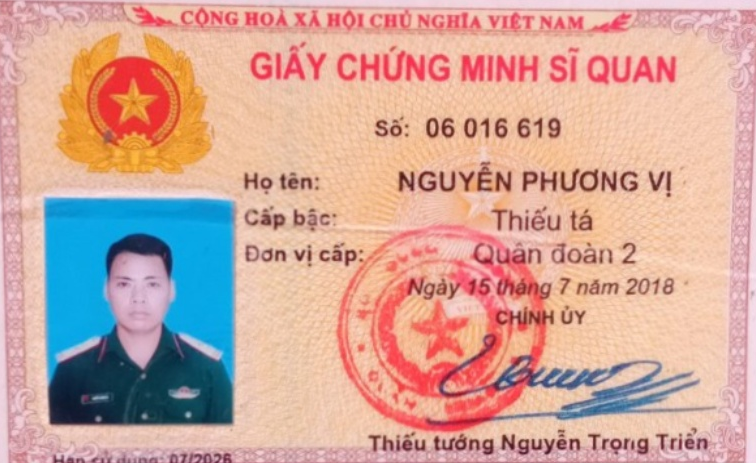 CỘNG HOÀ XÃ HỘI CHỦ NGHĨA VIỆT NAM
GIẤY CHỨNG MINH SĨ QUAN
Số: 06 016 619
Họ tên: NGUYỄN PHƯƠNG VỊ
Cấp bậc: Thiếu tá
Đơn vị cấp: Quân đoàn 2
Ngày 15 tháng 7 năm 2018
CHÍNH ỦY
Thiếu tướng Nguyễn Trọng Triển
Hạn sử dụng: 07/2026